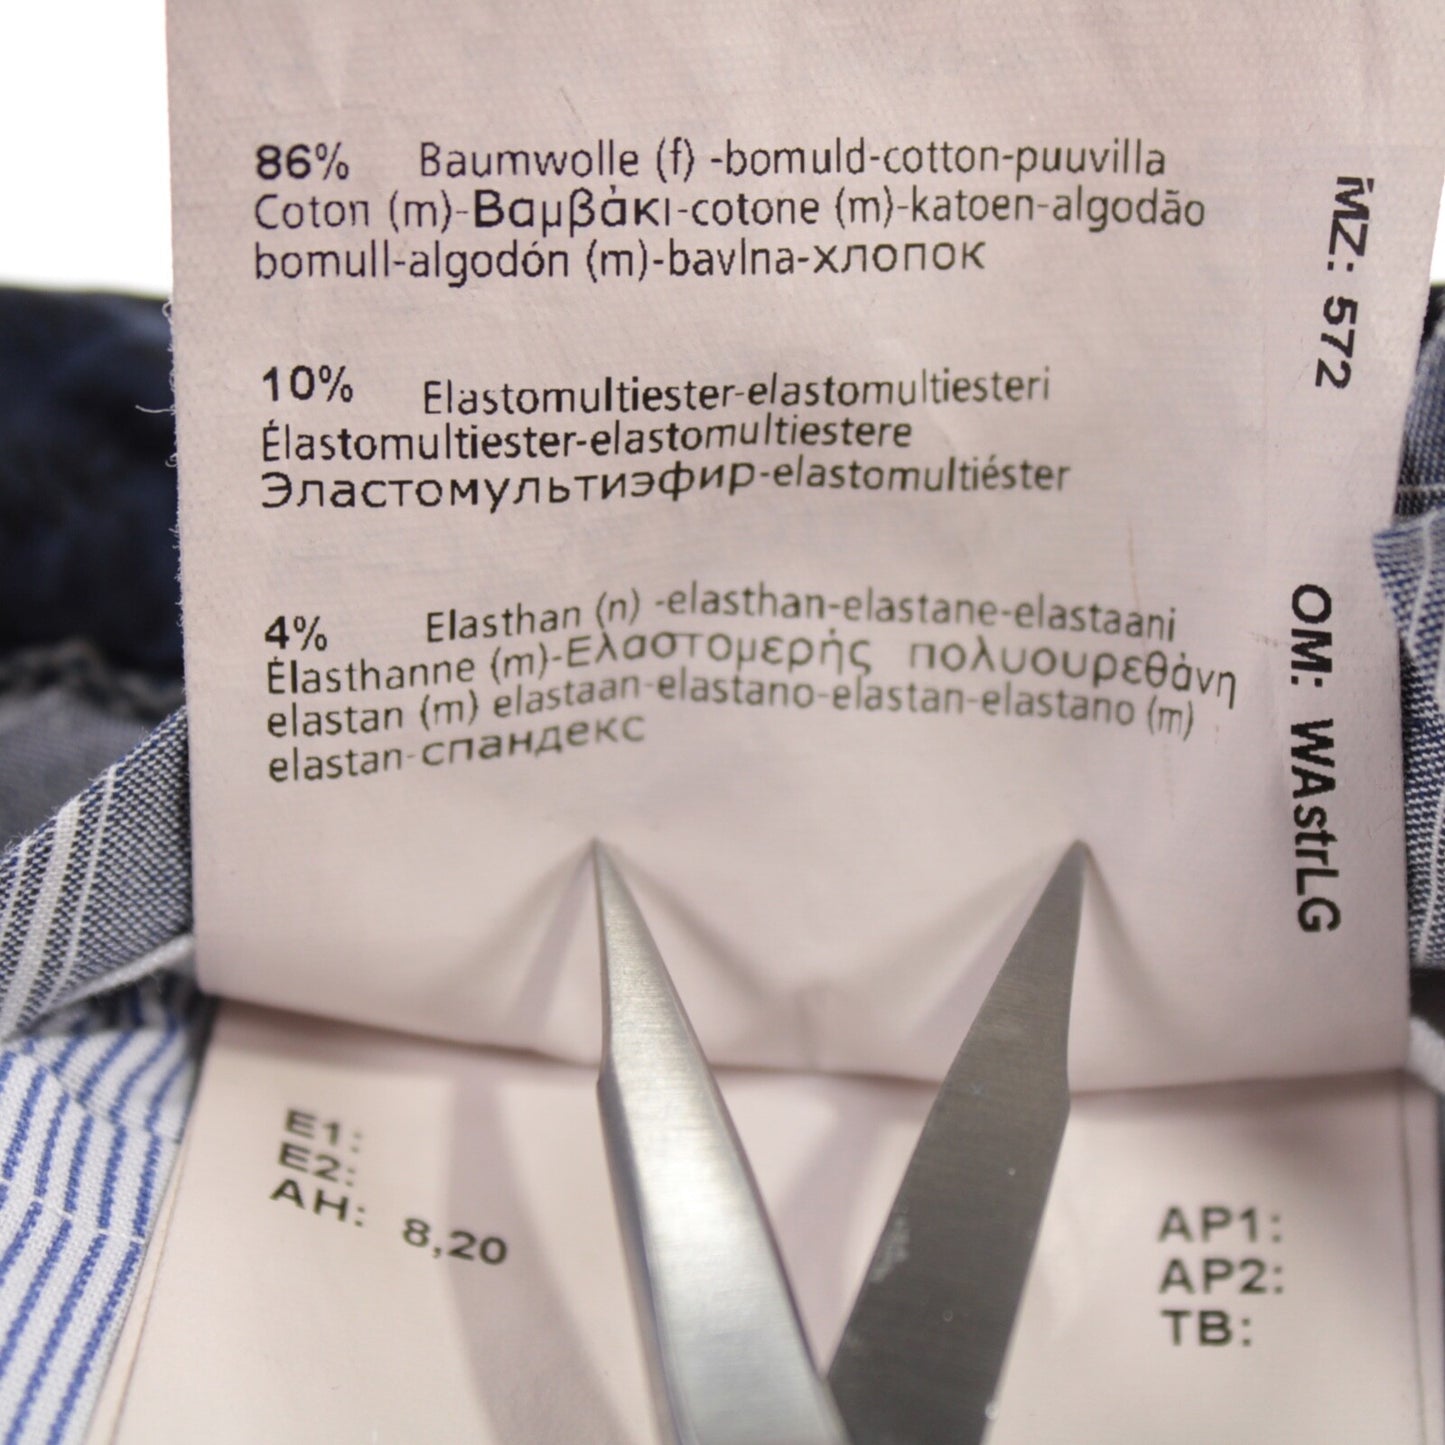 86% Baumwolle (f) -bomuld-cotton-puuvilla
Coton (m)-Βαμβάκι-cotone (m)-katoen-algodão
bomull-algodón (m)-bavlna-хлопок
10% Elastomultiester-elastomultiesteri
Élastomultiester-elastomultiestere
Эластомультиэфир-elastomultiéster
4% Elasthan (n) -elasthan-elastane-elastaani
Élasthanne (m)-Ελαστομερής πολυουρεθάνη
elastan (m) elastaan-elastano-elastan-elastano (m)
elastan-спандекс
MZ: 572
OM: WAstrLG
E1:
E2:
AH: 8,20
AP1:
AP2:
TB: